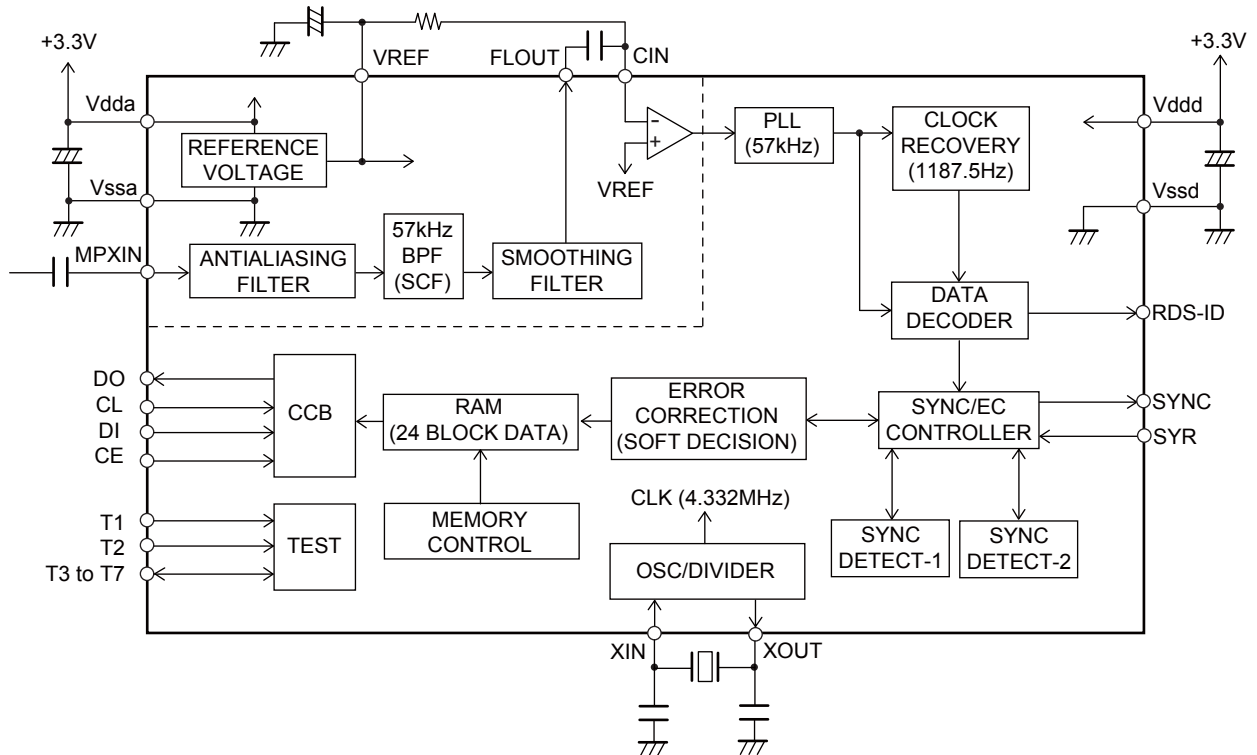 +3.3V
VREF
FLOUT
CIN
+3.3V
Vdda
Vddd
REFERENCE
VOLTAGE
PLL
(57kHz)
CLOCK
RECOVERY
(1187.5Hz)
Vssa
VREF
Vssd
MPXIN
ANTIALIASING
FILTER
57kHz
BPF
(SCF)
SMOOTHING
FILTER
DATA
DECODER
RDS-ID
DO
CL
DI
CE
CCB
RAM
(24 BLOCK DATA)
ERROR
CORRECTION
(SOFT DECISION)
SYNC/EC
CONTROLLER
SYNC
SYR
CLK (4.332MHz)
T1
T2
T3 to T7
TEST
MEMORY
CONTROL
OSC/DIVIDER
SYNC
DETECT-1
SYNC
DETECT-2
XIN
XOUT
-
+